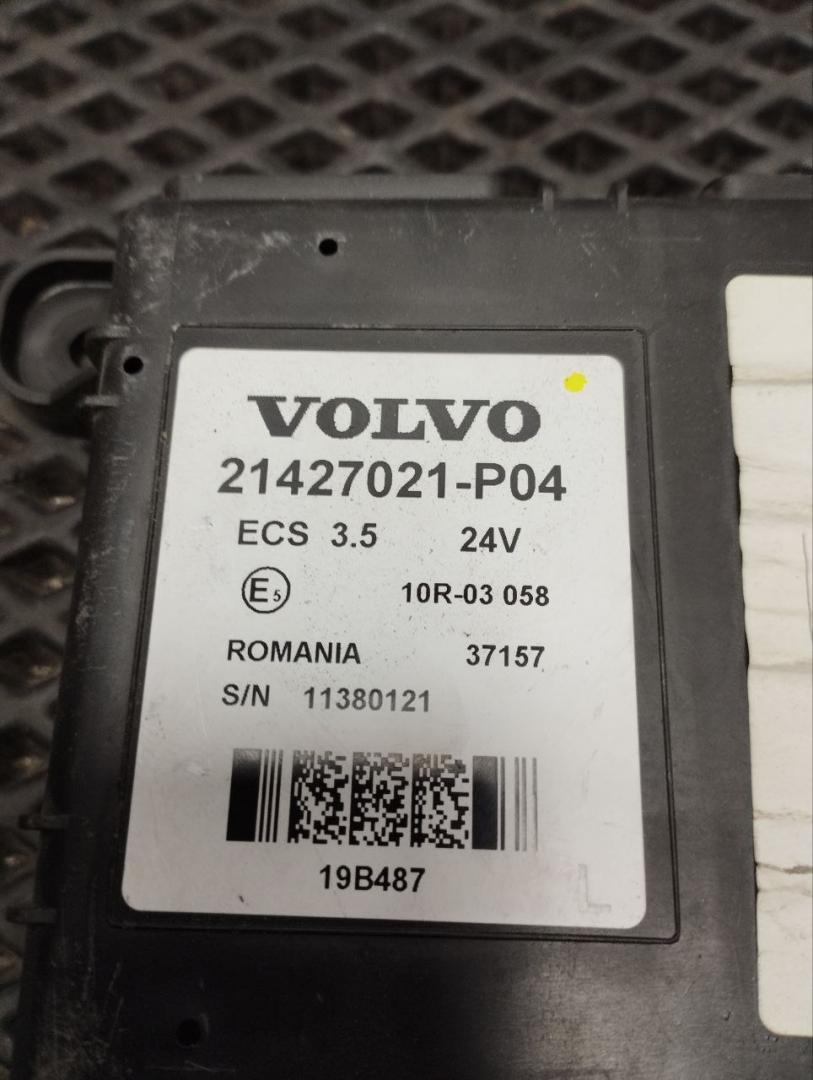 VOLVO
21427021-P04
ECS 3.5 24V
E5 10R-03 058
ROMANIA 37157
S/N 11380121
19B487
L